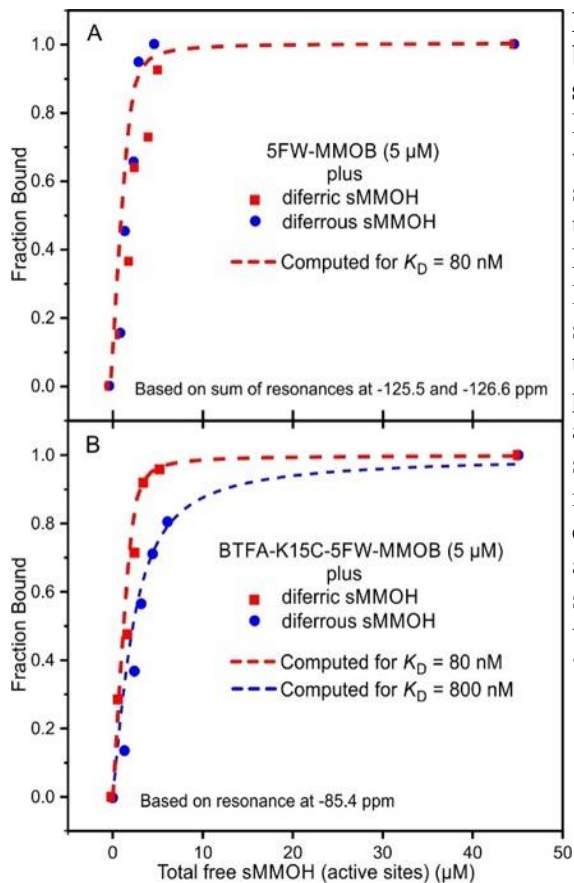 A
1.0
0.8
0.6
0.4
0.2
0.0
Fraction Bound
5FW-MMOB (5 µM)
plus
diferric sMMOH
diferrous sMMOH
Computed for KD = 80 nM
Based on sum of resonances at -125.5 and -126.6 ppm
B
1.0
0.8
0.6
0.4
0.2
0.0
Fraction Bound
BTFA-K15C-5FW-MMOB (5 µM)
plus
diferric sMMOH
diferrous sMMOH
Computed for KD = 80 nM
Computed for KD = 800 nM
Based on resonance at -85.4 ppm
0 10 20 30 40 50
Total free sMMOH (active sites) (µM)